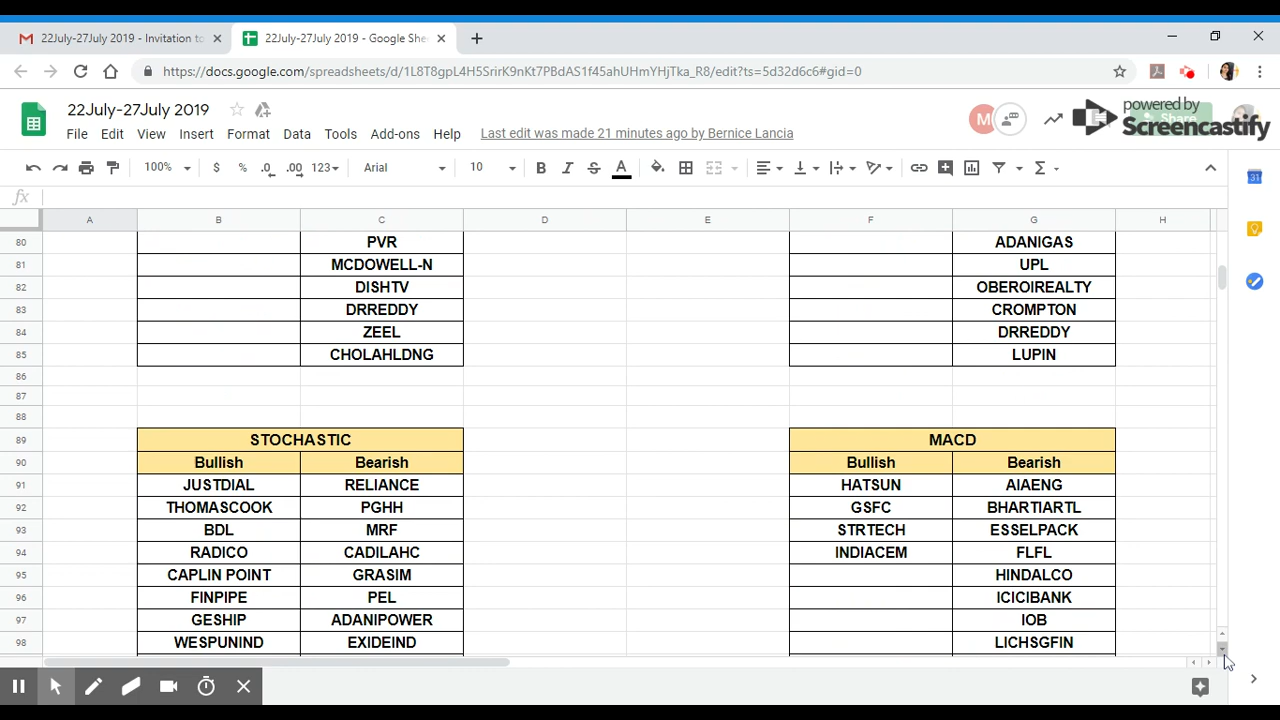 22July-27July 2019 - Invitation to
22July-27July 2019 - Google She
https://docs.google.com/spreadsheets/d/1L8T8gpL4H5SrirK9nKt7PBdAS1f45ahUHmYHjTka_R8/edit?ts=5d32d6c6#gid=0
22July-27July 2019
File Edit View Insert Format Data Tools Add-ons Help Last edit was made 21 minutes ago by Bernice Lancia
Share
powered by
Screencastify
100% $ % .0 .00 123 Arial 10
fx
A B C D E F G H
80 PVR ADANIGAS
81 MCDOWELL-N UPL
82 DISHTV OBEROIREALTY
83 DRREDDY CROMPTON
84 ZEEL DRREDDY
85 CHOLAHLDNG LUPIN
86
87
88
89 STOCHASTIC MACD
90 Bullish Bearish Bullish Bearish
91 JUSTDIAL RELIANCE HATSUN AIAENG
92 THOMASCOOK PGHH GSFC BHARTIARTL
93 BDL MRF STRTECH ESSELPACK
94 RADICO CADILAHC INDIACEM FLFL
95 CAPLIN POINT GRASIM HINDALCO
96 FINPIPE PEL ICICIBANK
97 GESHIP ADANIPOWER IOB
98 WESPUNIND EXIDEIND LICHSGFIN
31